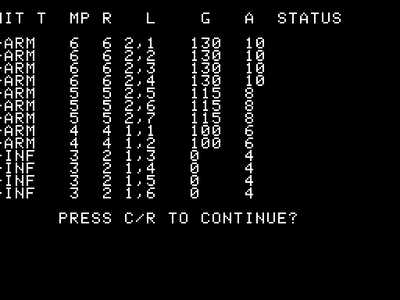 NIT T MP R L G A STATUS
-ARM 6 6 2,1 130 10
-ARM 6 6 2,2 130 10
-ARM 6 6 2,3 130 10
-ARM 6 6 2,4 130 10
-ARM 5 5 2,5 115 8
-ARM 5 5 2,6 115 8
-ARM 5 5 2,7 115 8
-ARM 4 4 1,1 100 6
-ARM 4 4 1,2 100 6
-INF 3 2 1,3 0 4
-INF 3 2 1,4 0 4
-INF 3 2 1,5 0 4
-INF 3 2 1,6 0 4
PRESS C/R TO CONTINUE?